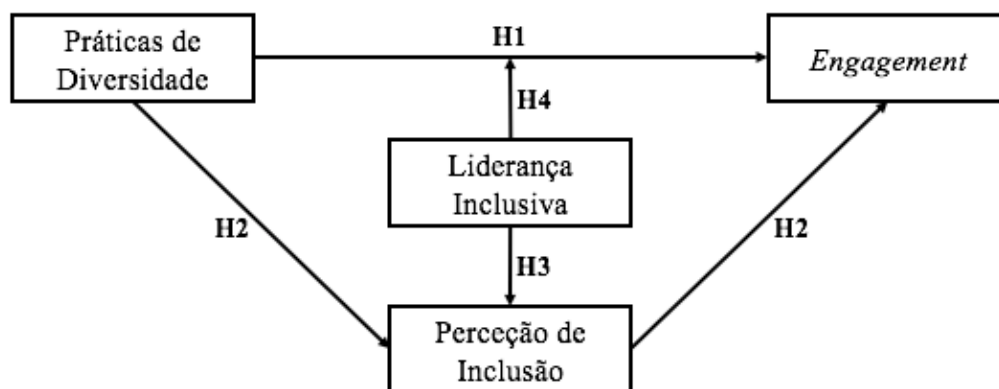 Práticas de
Diversidade
H1
Engagement
H4
Liderança
Inclusiva
H2
H2
H3
Perceção de
Inclusão